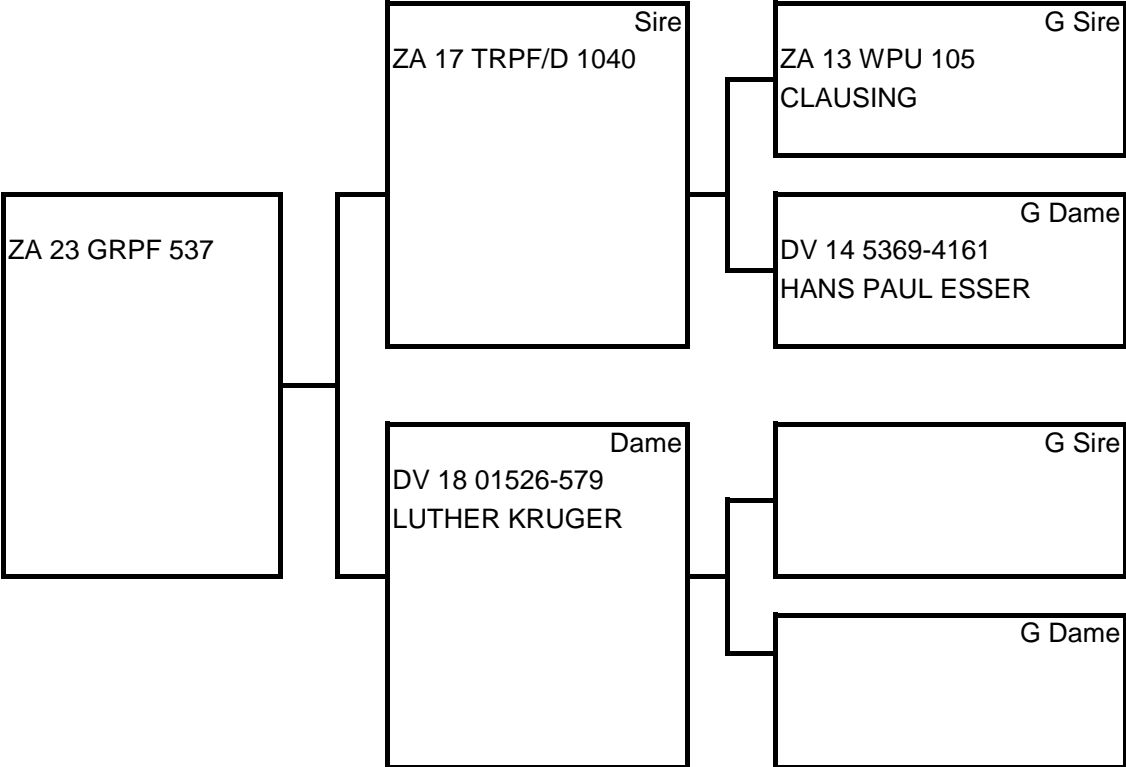 Sire
ZA 17 TRPF/D 1040
G Sire
ZA 13 WPU 105
CLAUSING
G Dame
DV 14 5369-4161
HANS PAUL ESSER
ZA 23 GRPF 537
Dame
DV 18 01526-579
LUTHER KRUGER
G Sire
G Dame